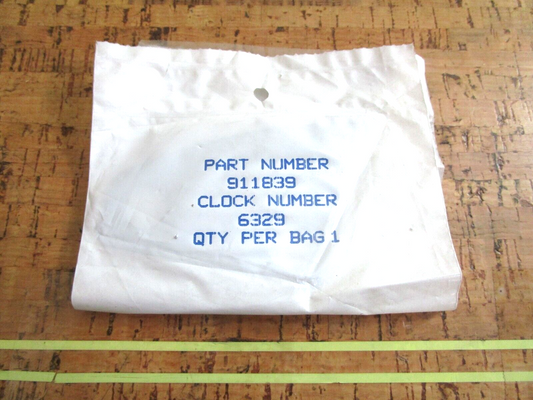 PART NUMBER
911839
CLOCK NUMBER
6329
QTY PER BAG 1